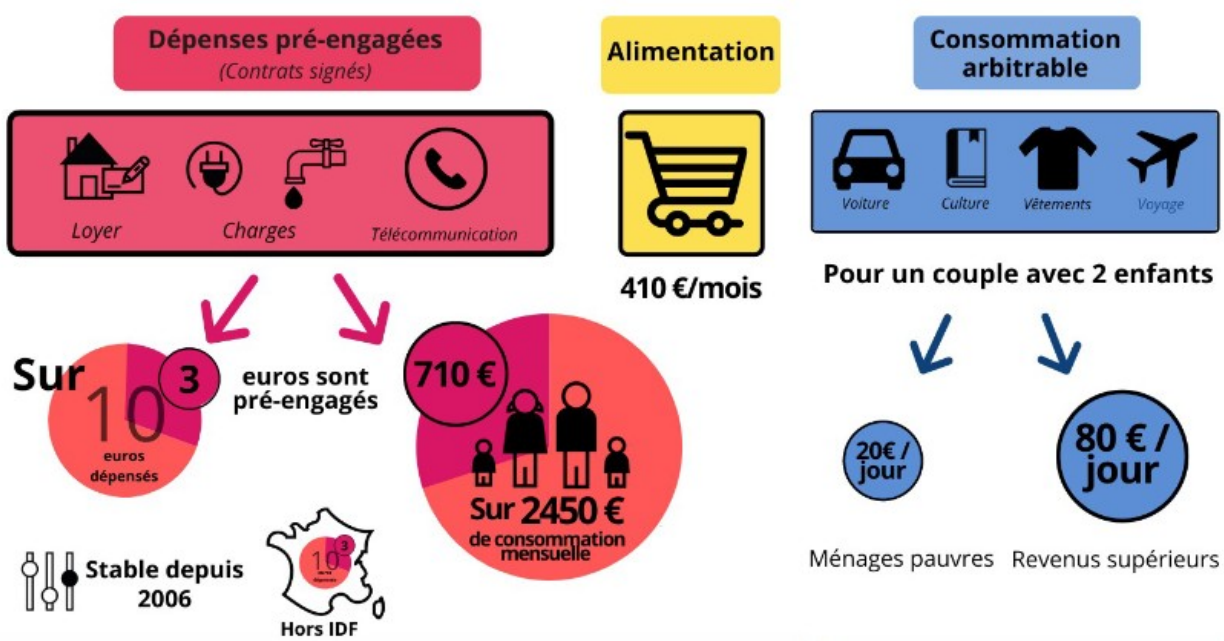 Dépenses pré-engagées
(Contrats signés)
Loyer
Charges
Télécommunication
Sur
10
3
euros
dépensés
euros sont
pré-engagés
710 €
Sur 2450 €
de consommation
mensuelle
Stable depuis
2006
10
3
euros
dépensés
Hors IDF
Alimentation
410 €/mois
Consommation
arbitrable
Voiture
Culture
Vêtements
Voyage
Pour un couple avec 2 enfants
20€ /
jour
80 € /
jour
Ménages pauvres
Revenus supérieurs